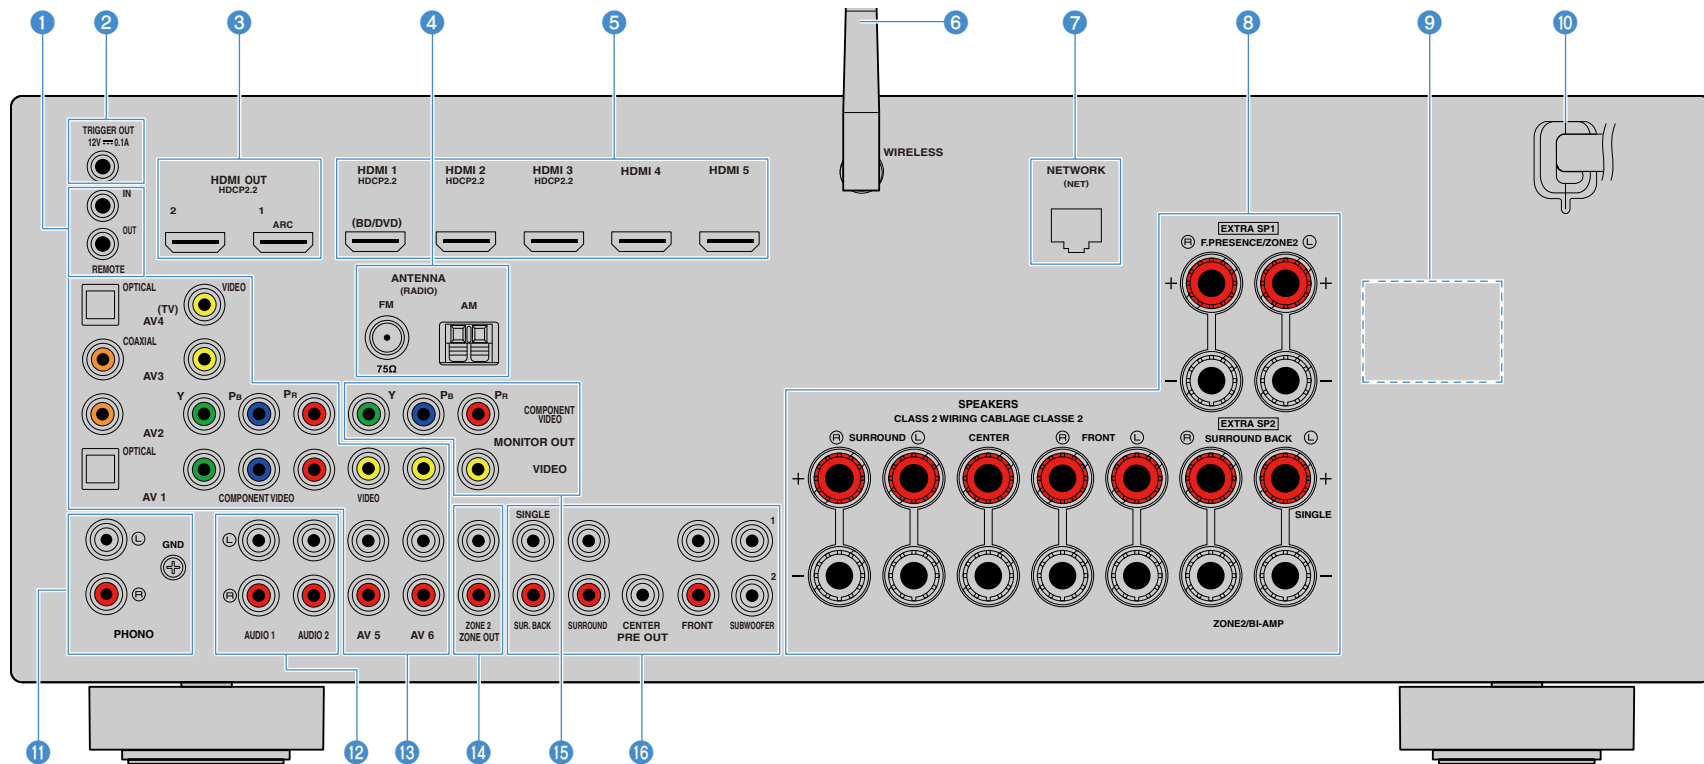 1 2 3 4 5 6 7 8 9 10
TRIGGER OUT
12V 0.1A
IN
OUT
REMOTE
HDMI OUT
HDCP2.2
2 1
ARC
HDMI 1
HDCP2.2
(BD/DVD)
HDMI 2
HDCP2.2
HDMI 3
HDCP2.2
HDMI 4
HDMI 5
WIRELESS
NETWORK
(NET)
ANTENNA
(RADIO)
FM AM
75Ω
OPTICAL
VIDEO
(TV)
AV4
COAXIAL
AV3
Y PB PR
AV2
OPTICAL
AV 1
COMPONENT VIDEO
VIDEO
Y PB PR
COMPONENT
VIDEO
MONITOR OUT
VIDEO
EXTRA SP1
R F.PRESENCE/ZONE2 L
+ +
− −
SPEAKERS
CLASS 2 WIRING CABLAGE CLASSE 2
R SURROUND L
CENTER
R FRONT L
EXTRA SP2
R SURROUND BACK L
+ +
SINGLE
− −
ZONE2/BI-AMP
L
GND
R
PHONO
L
R
AUDIO 1 AUDIO 2
AV 5 AV 6
ZONE 2
ZONE OUT
SINGLE
SUR. BACK
SURROUND
CENTER
PRE OUT
FRONT
1
2
SUBWOOFER
11 12 13 14 15 16